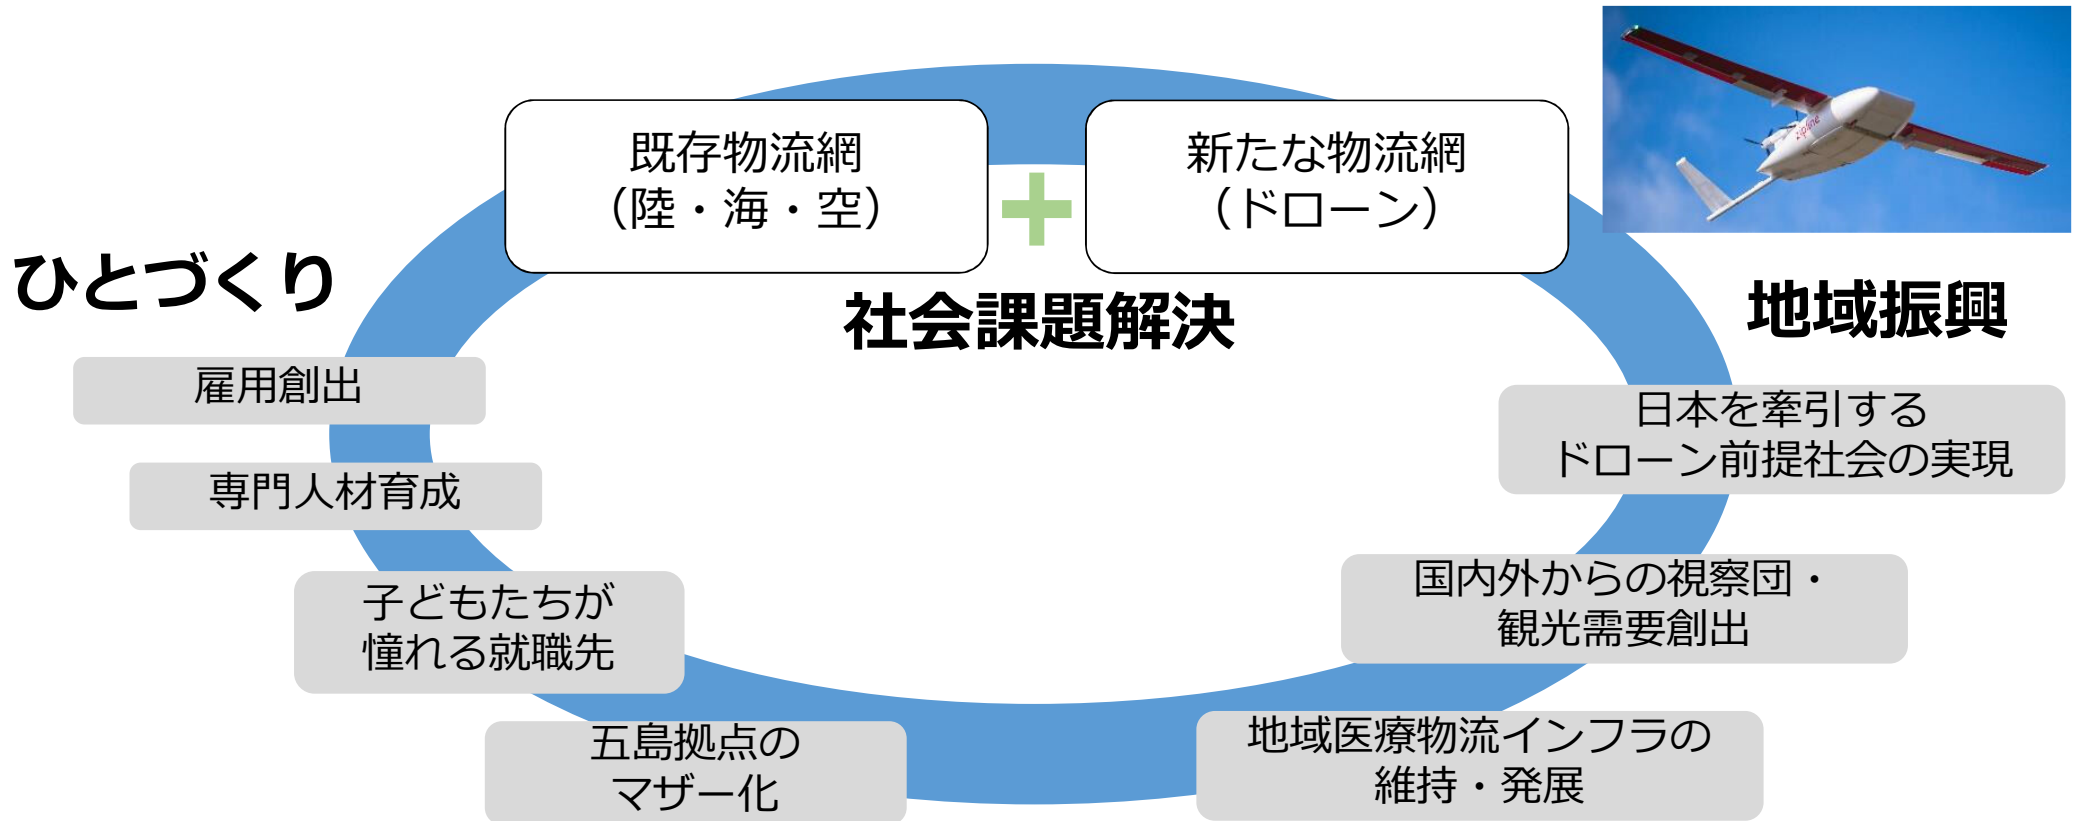 既存物流網
（陸・海・空）
新たな物流網
（ドローン）
zipline
ひとづくり
社会課題解決
地域振興
雇用創出
専門人材育成
子どもたちが
憧れる就職先
五島拠点の
マザー化
日本を牽引する
ドローン前提社会の実現
国内外からの視察団・
観光需要創出
地域医療物流インフラの
維持・発展